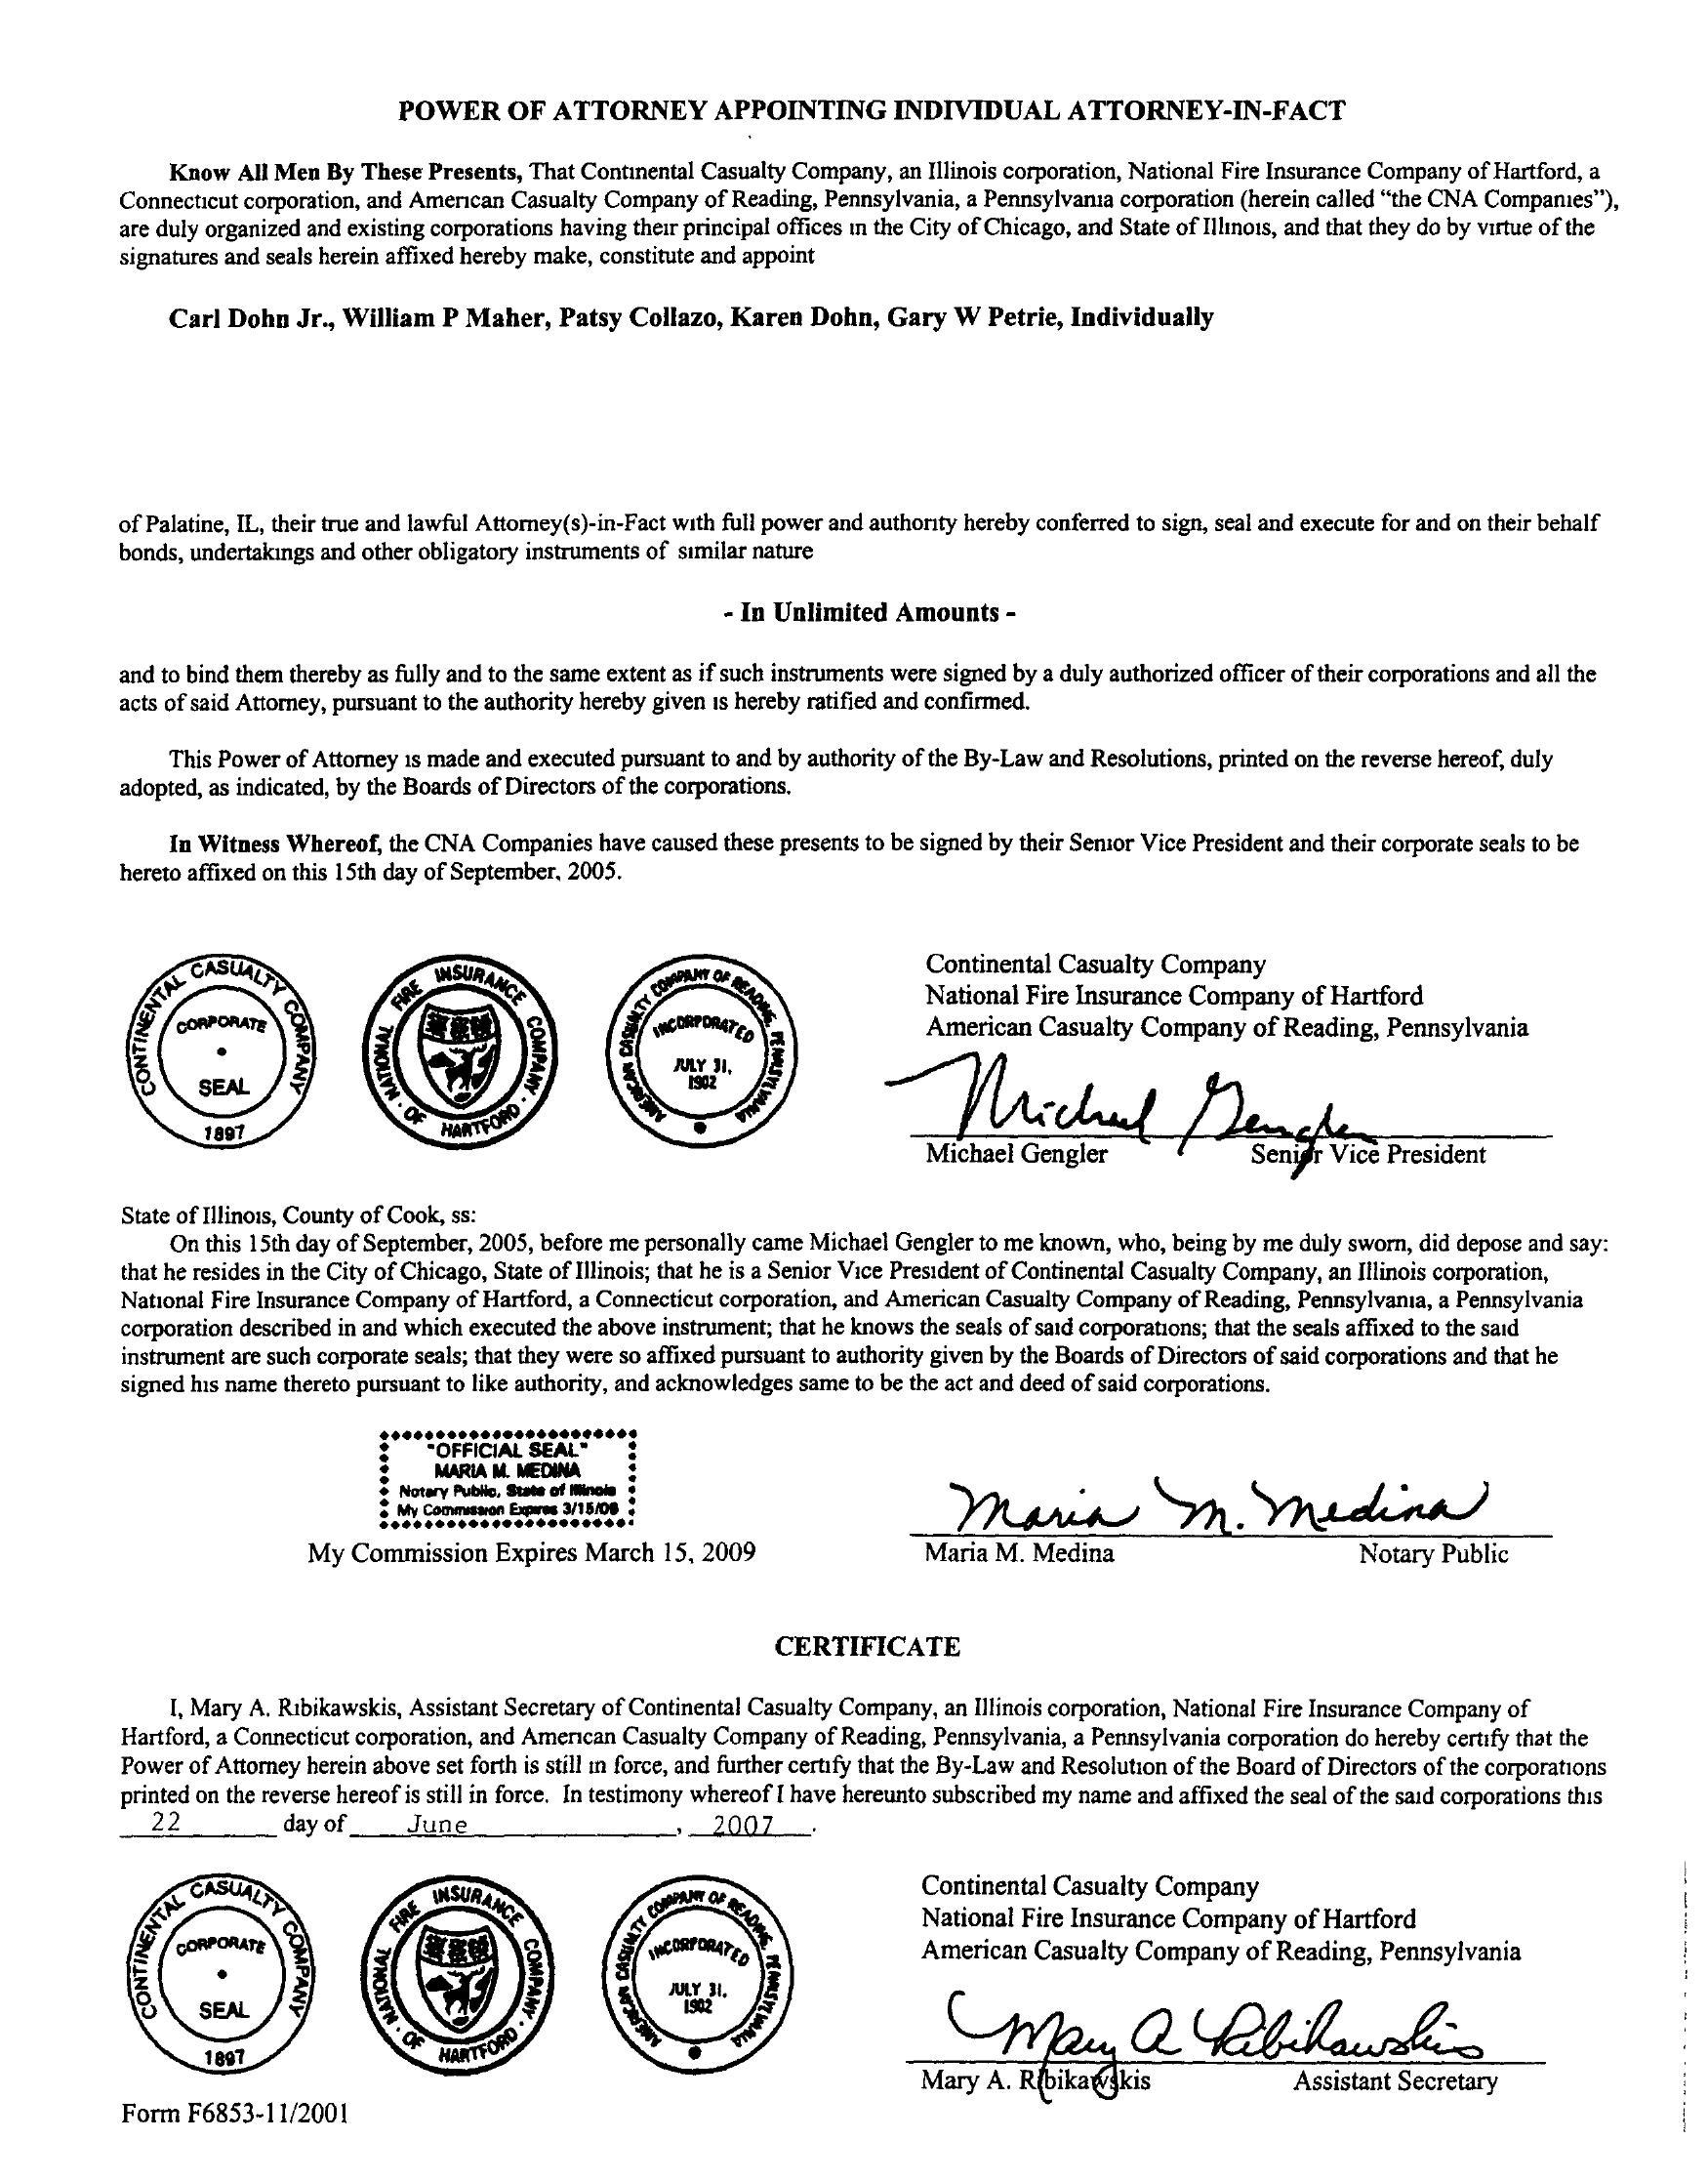 POWER OF ATTORNEY APPOINTING INDIVIDUAL ATTORNEY-IN-FACT
Know All Men By These Presents, That Continental Casualty Company, an Illinois corporation, National Fire Insurance Company of Hartford, a
Connecticut corporation, and American Casualty Company of Reading, Pennsylvania, a Pennsylvania corporation (herein called “the CNA Companies”),
are duly organized and existing corporations having their principal offices in the City of Chicago, and State of Illinois, and that they do by virtue of the
signatures and seals herein affixed hereby make, constitute and appoint
Carl Dohn Jr., William P Maher, Patsy Collazo, Karen Dohn, Gary W Petrie, Individually
of Palatine, IL, their true and lawful Attorney(s)-in-Fact with full power and authority hereby conferred to sign, seal and execute for and on their behalf
bonds, undertakings and other obligatory instruments of similar nature
- In Unlimited Amounts -
and to bind them thereby as fully and to the same extent as if such instruments were signed by a duly authorized officer of their corporations and all the
acts of said Attorney, pursuant to the authority hereby given is hereby ratified and confirmed.
This Power of Attorney is made and executed pursuant to and by authority of the By-Law and Resolutions, printed on the reverse hereof, duly
adopted, as indicated, by the Boards of Directors of the corporations.
In Witness Whereof, the CNA Companies have caused these presents to be signed by their Senior Vice President and their corporate seals to be
hereto affixed on this 15th day of September, 2005.
CONTINENTAL CASUALTY COMPANY
CORPORATE
SEAL
1897
NATIONAL FIRE INSURANCE COMPANY OF HARTFORD
AMERICAN CASUALTY COMPANY OF READING, PENNSYLVANIA
INCORPORATED
JULY 31,
1902
Continental Casualty Company
National Fire Insurance Company of Hartford
American Casualty Company of Reading, Pennsylvania
Michael Gengler
Michael Gengler Senior Vice President
State of Illinois, County of Cook, ss:
On this 15th day of September, 2005, before me personally came Michael Gengler to me known, who, being by me duly sworn, did depose and say:
that he resides in the City of Chicago, State of Illinois; that he is a Senior Vice President of Continental Casualty Company, an Illinois corporation,
National Fire Insurance Company of Hartford, a Connecticut corporation, and American Casualty Company of Reading, Pennsylvania, a Pennsylvania
corporation described in and which executed the above instrument; that he knows the seals of said corporations; that the seals affixed to the said
instrument are such corporate seals; that they were so affixed pursuant to authority given by the Boards of Directors of said corporations and that he
signed his name thereto pursuant to like authority, and acknowledges same to be the act and deed of said corporations.
"OFFICIAL SEAL"
MARIA M. MEDINA
Notary Public, State of Illinois
My Commission Expires 3/15/09
My Commission Expires March 15, 2009
Maria M. Medina
Maria M. Medina Notary Public
CERTIFICATE
I, Mary A. Ribikawskis, Assistant Secretary of Continental Casualty Company, an Illinois corporation, National Fire Insurance Company of
Hartford, a Connecticut corporation, and American Casualty Company of Reading, Pennsylvania, a Pennsylvania corporation do hereby certify that the
Power of Attorney herein above set forth is still in force, and further certify that the By-Law and Resolution of the Board of Directors of the corporations
printed on the reverse hereof is still in force. In testimony whereof I have hereunto subscribed my name and affixed the seal of the said corporations this
22 day of June, 2007.
CONTINENTAL CASUALTY COMPANY
CORPORATE
SEAL
1897
NATIONAL FIRE INSURANCE COMPANY OF HARTFORD
AMERICAN CASUALTY COMPANY OF READING, PENNSYLVANIA
INCORPORATED
JULY 31,
1902
Continental Casualty Company
National Fire Insurance Company of Hartford
American Casualty Company of Reading, Pennsylvania
Mary A Ribikawskis
Mary A. Ribikawskis Assistant Secretary
Form F6853-11/2001